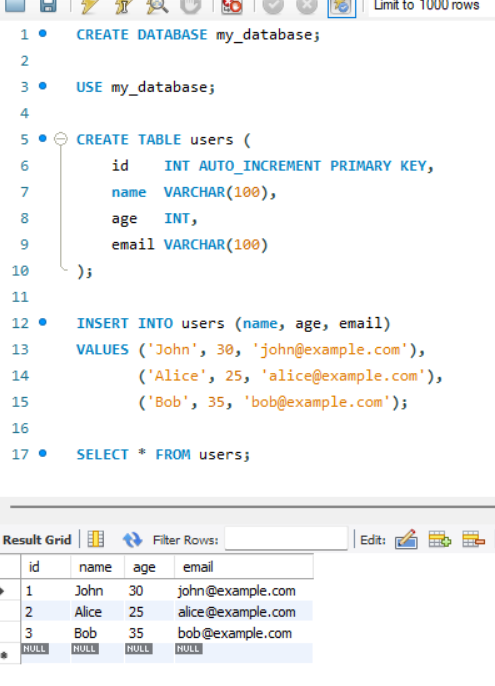 Limit to 1000 rows
1 CREATE DATABASE my_database;
2
3 USE my_database;
4
5 CREATE TABLE users (
6 id INT AUTO_INCREMENT PRIMARY KEY,
7 name VARCHAR(100),
8 age INT,
9 email VARCHAR(100)
10 );
11
12 INSERT INTO users (name, age, email)
13 VALUES ('John', 30, 'john@example.com'),
14 ('Alice', 25, 'alice@example.com'),
15 ('Bob', 35, 'bob@example.com');
16
17 SELECT * FROM users;
Result Grid Filter Rows: Edit:
id name age email
1 John 30 john@example.com
2 Alice 25 alice@example.com
3 Bob 35 bob@example.com
NULL NULL NULL NULL